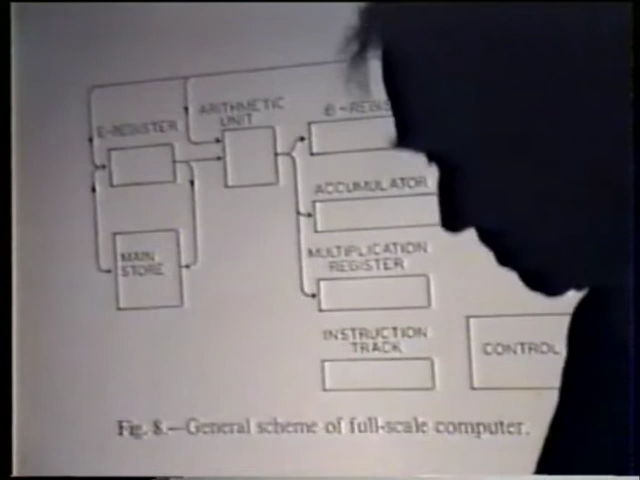 E-REGISTER
ARITHMETIC
UNIT
B-REGIS
ACCUMULATOR
MAIN
STORE
MULTIPLICATION
REGISTER
INSTRUCTION
TRACK
CONTROL
Fig. 8.—General scheme of full-scale computer.